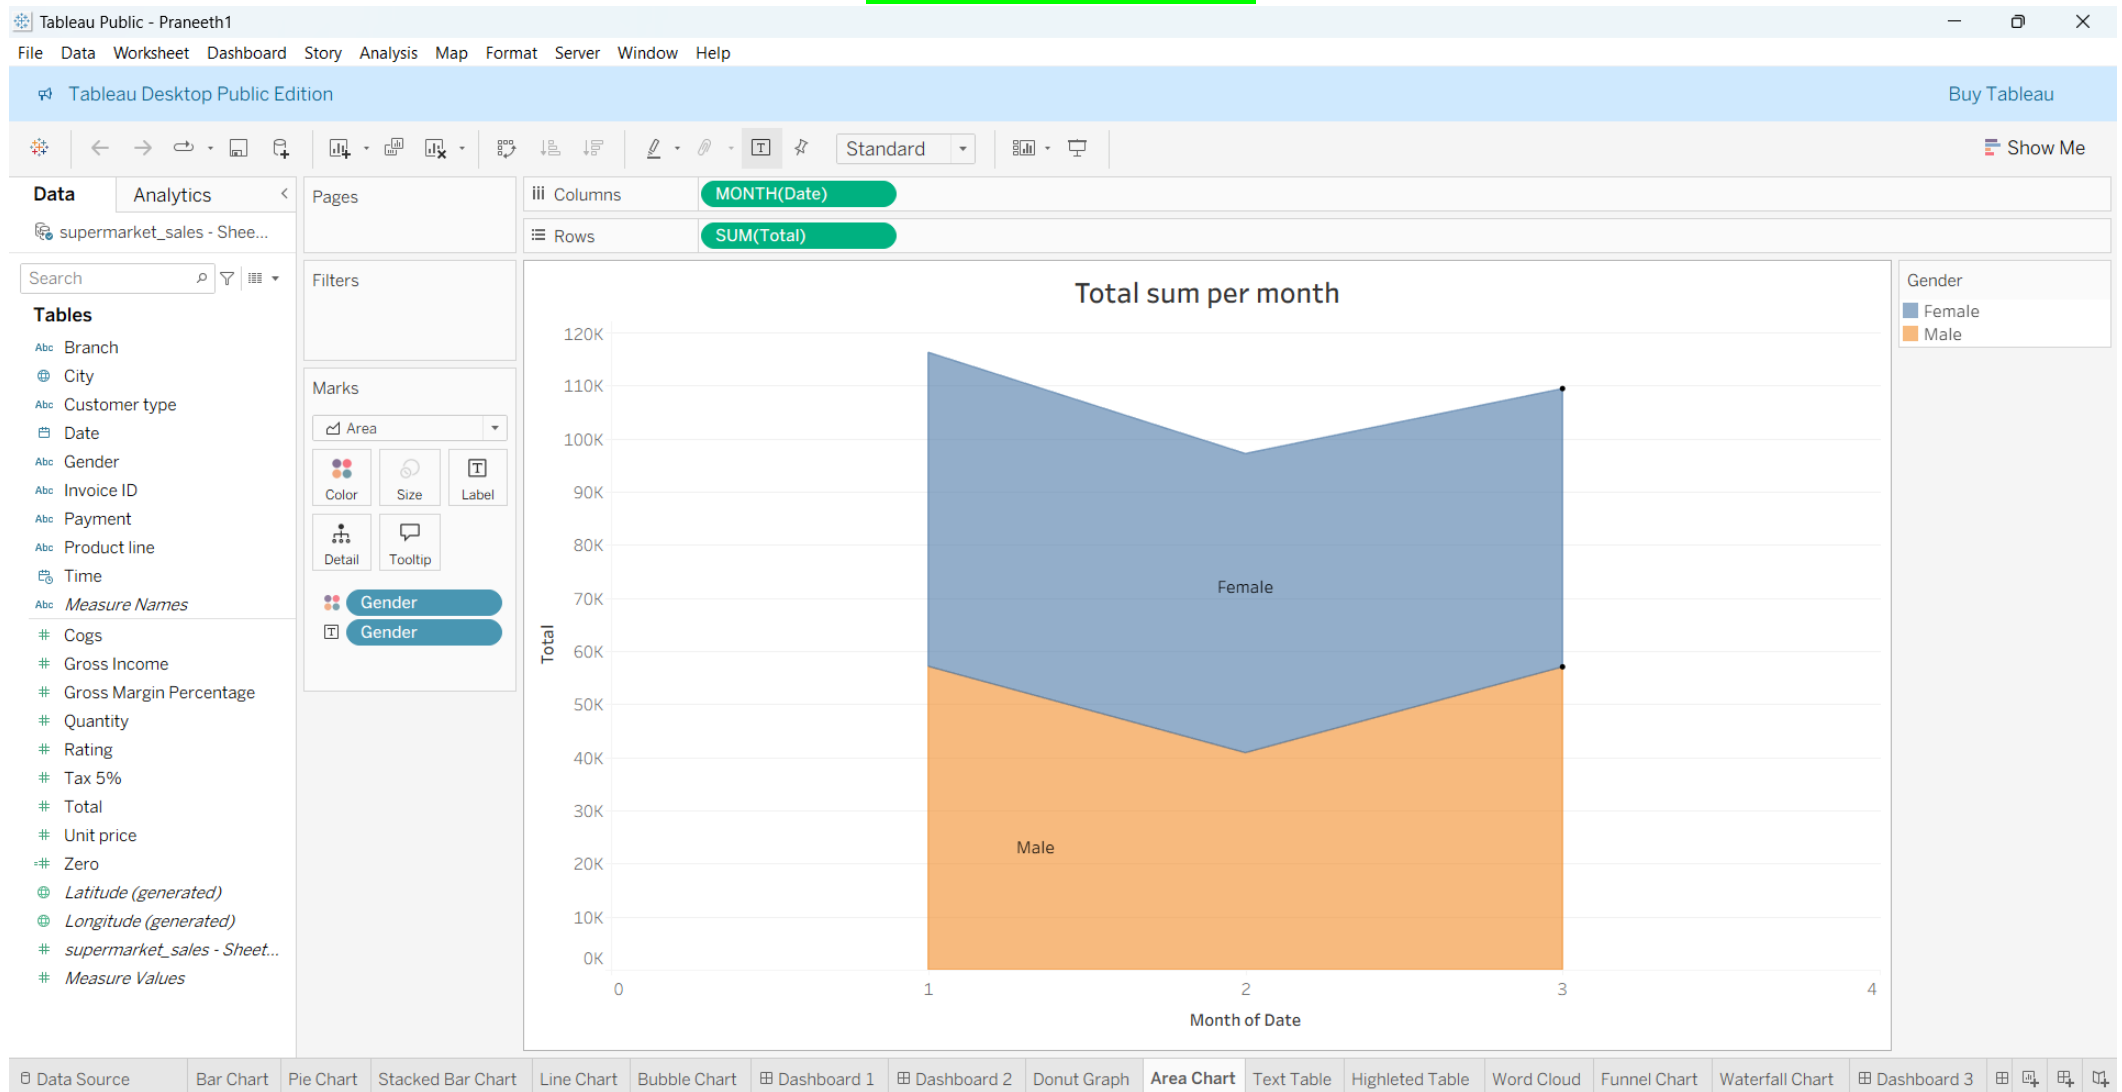 Tableau Public - Praneeth1
File Data Worksheet Dashboard Story Analysis Map Format Server Window Help
Tableau Desktop Public Edition
Buy Tableau
Standard
Show Me
Data Analytics
supermarket_sales - Shee...
Search
Tables
Abc Branch
City
Abc Customer type
Date
Abc Gender
Abc Invoice ID
Abc Payment
Abc Product line
Time
Abc Measure Names
# Cogs
# Gross Income
# Gross Margin Percentage
# Quantity
# Rating
# Tax 5%
# Total
# Unit price
=# Zero
Latitude (generated)
Longitude (generated)
# supermarket_sales - Sheet...
# Measure Values
Pages
Filters
Marks
Area
Color Size Label
Detail Tooltip
Gender
Gender
Columns MONTH(Date)
Rows SUM(Total)
Total sum per month
120K
110K
100K
90K
80K
70K
60K
50K
40K
30K
20K
10K
0K
Total
Female
Male
0 1 2 3 4
Month of Date
Gender
Female
Male
Data Source Bar Chart Pie Chart Stacked Bar Chart Line Chart Bubble Chart Dashboard 1 Dashboard 2 Donut Graph Area Chart Text Table Highleted Table Word Cloud Funnel Chart Waterfall Chart Dashboard 3